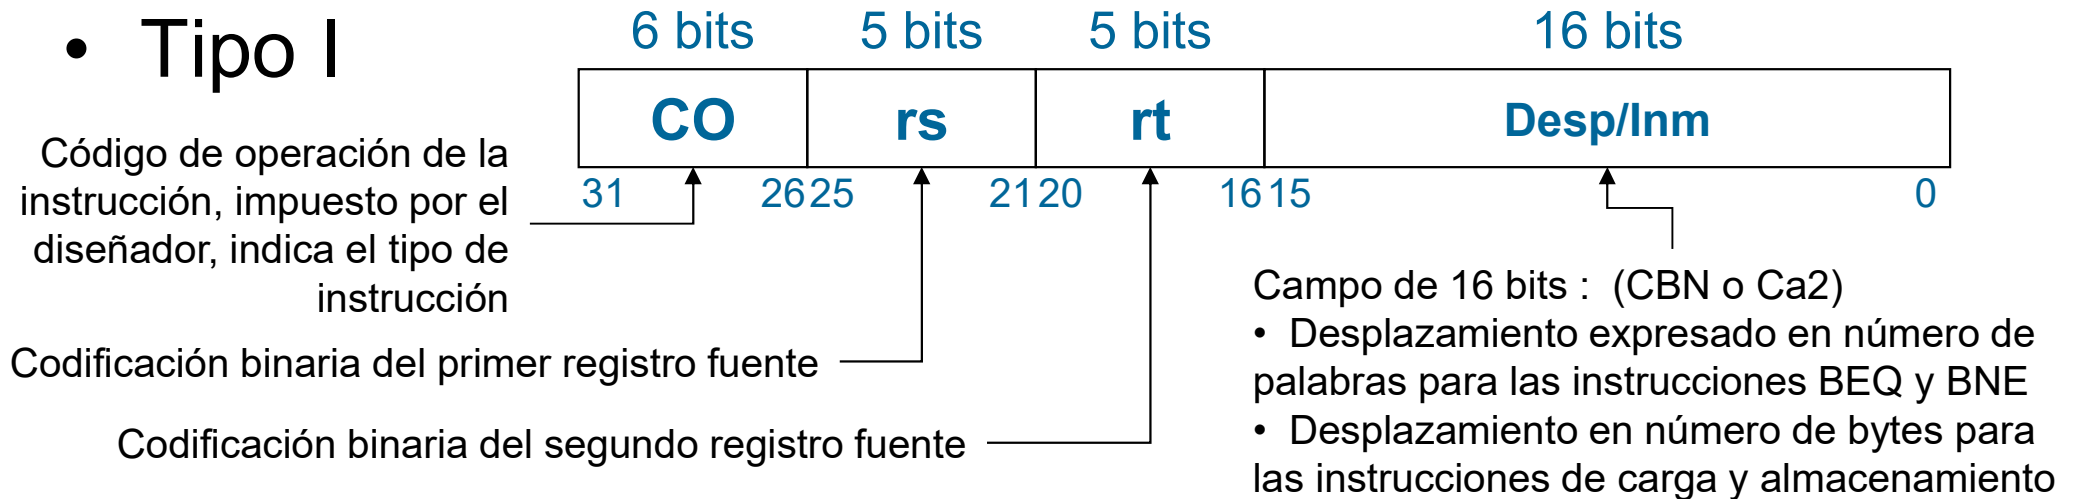 • Tipo I
6 bits 5 bits 5 bits 16 bits
CO rs rt Desp/Inm
31 26 25 21 20 16 15 0
Código de operación de la
instrucción, impuesto por el
diseñador, indica el tipo de
instrucción
Codificación binaria del primer registro fuente
Codificación binaria del segundo registro fuente
Campo de 16 bits : (CBN o Ca2)
• Desplazamiento expresado en número de
palabras para las instrucciones BEQ y BNE
• Desplazamiento en número de bytes para
las instrucciones de carga y almacenamiento